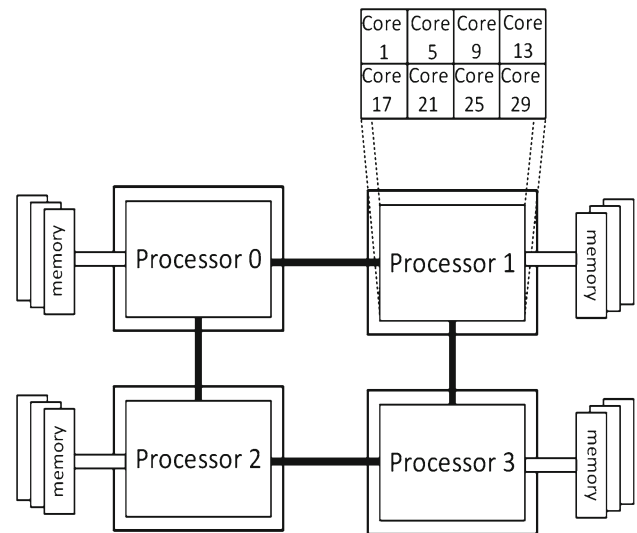 Core Core Core Core
1 5 9 13
Core Core Core Core
17 21 25 29
memory Processor 0 Processor 1 memory
memory Processor 2 Processor 3 memory